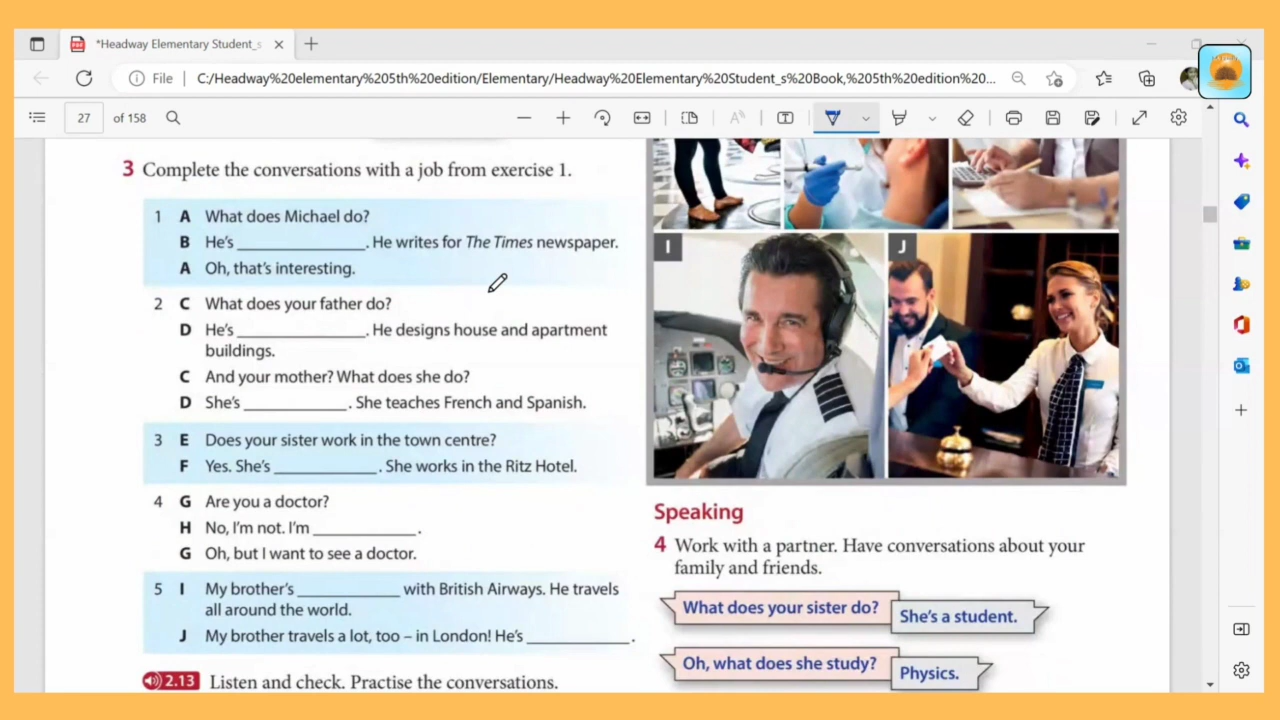 *Headway Elementary Student_s
File
C:/Headway%20elementary%205th%20edition/Elementary/Headway%20Elementary%20Student_s%20Book,%205th%20edition%20...
27 of 158
3 Complete the conversations with a job from exercise 1.
1 A What does Michael do?
B He's ____________. He writes for The Times newspaper.
A Oh, that's interesting.
2 C What does your father do?
D He's ____________. He designs house and apartment
buildings.
C And your mother? What does she do?
D She's __________. She teaches French and Spanish.
3 E Does your sister work in the town centre?
F Yes. She's __________. She works in the Ritz Hotel.
4 G Are you a doctor?
H No, I'm not. I'm __________.
G Oh, but I want to see a doctor.
5 I My brother's __________ with British Airways. He travels
all around the world.
J My brother travels a lot, too – in London! He's __________.
2.13 Listen and check. Practise the conversations.
I
J
Speaking
4 Work with a partner. Have conversations about your
family and friends.
What does your sister do?
She's a student.
Oh, what does she study?
Physics.